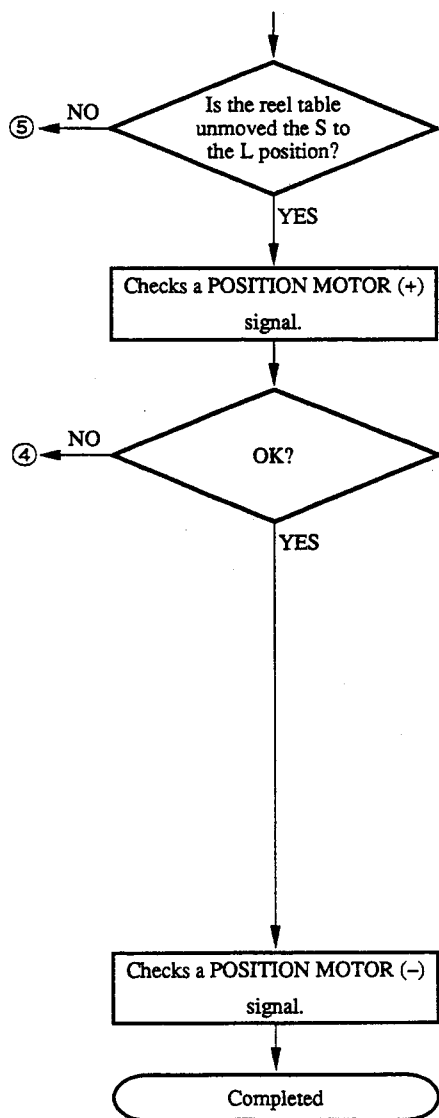 Is the reel table
unmoved the S to
the L position?
NO
⑤
YES
Checks a POSITION MOTOR (+)
signal.
OK?
NO
④
YES
Checks a POSITION MOTOR (–)
signal.
Completed